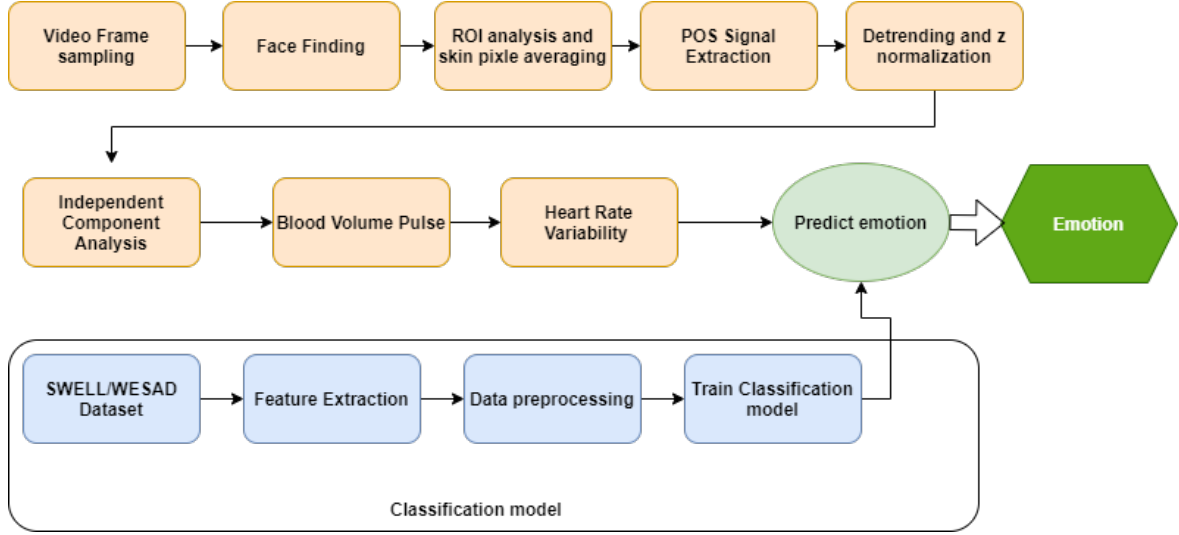 Video Frame
sampling
Face Finding
ROI analysis and
skin pixle averaging
POS Signal
Extraction
Detrending and z
normalization
Independent
Component
Analysis
Blood Volume Pulse
Heart Rate
Variability
Predict emotion
Emotion
SWELL/WESAD
Dataset
Feature Extraction
Data preprocessing
Train Classification
model
Classification model